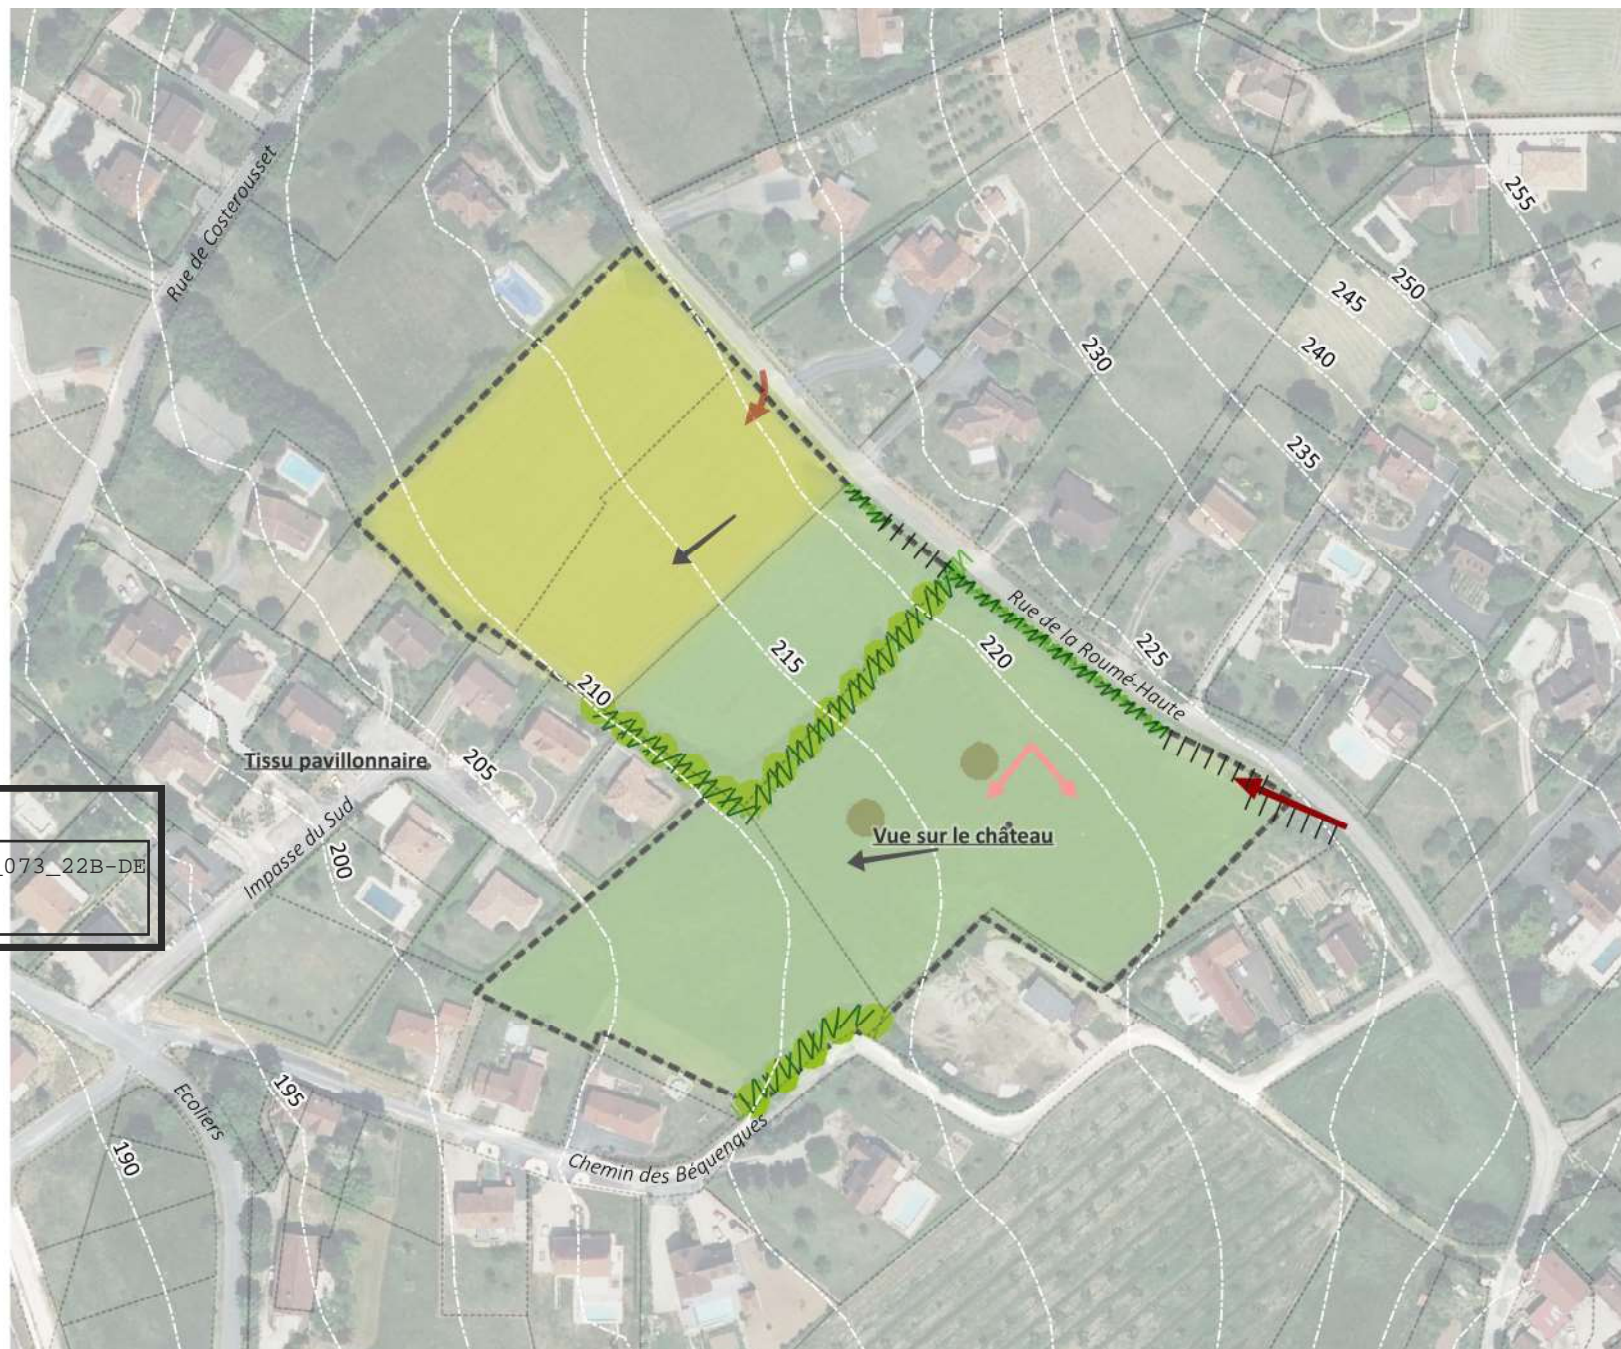 Rue de Costerousset
255
250
245
240
230
235
Rue de la Roumé-Haute
225
220
215
210
205
Tissu pavillonnaire
Vue sur le château
Impasse du Sud
200
_073_22B-DE
195
Ecoliers
190
Chemin des Béquenques